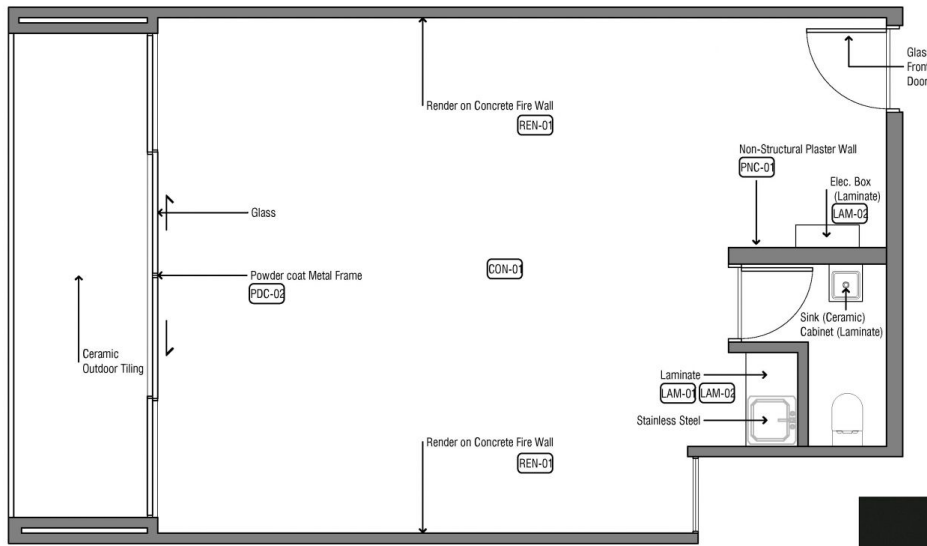 Glas
Front
Door
Render on Concrete Fire Wall
REN-01
Non-Structural Plaster Wall
PNC-01
Elec. Box
(Laminate)
LAM-02
Glass
CON-01
Powder coat Metal Frame
PDC-02
Sink (Ceramic)
Cabinet (Laminate)
Ceramic
Outdoor Tiling
Laminate
LAM-01 LAM-02
Stainless Steel
Render on Concrete Fire Wall
REN-01